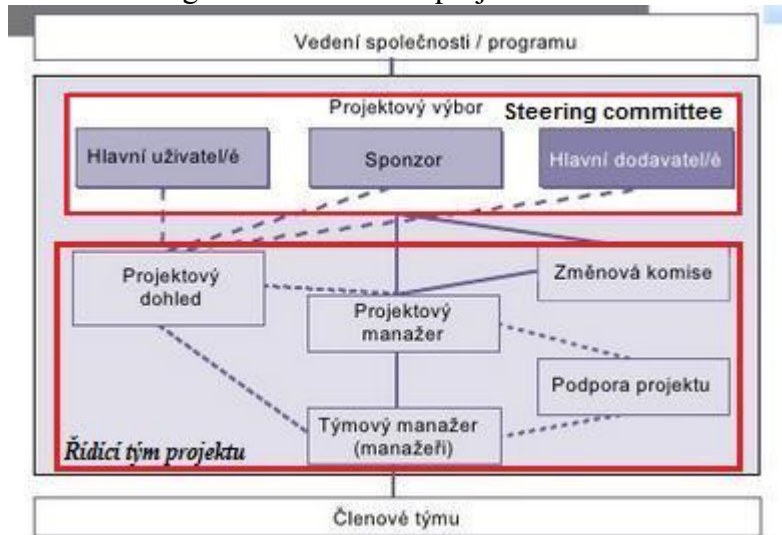 Vedení společnosti / programu
Projektový výbor
Steering committee
Hlavní uživatel/é
Sponzor
Hlavní dodavatel/é
Projektový
dohled
Změnová komise
Projektový
manažer
Podpora projektu
Týmový manažer
(manažeři)
Řídící tým projektu
Členové týmu